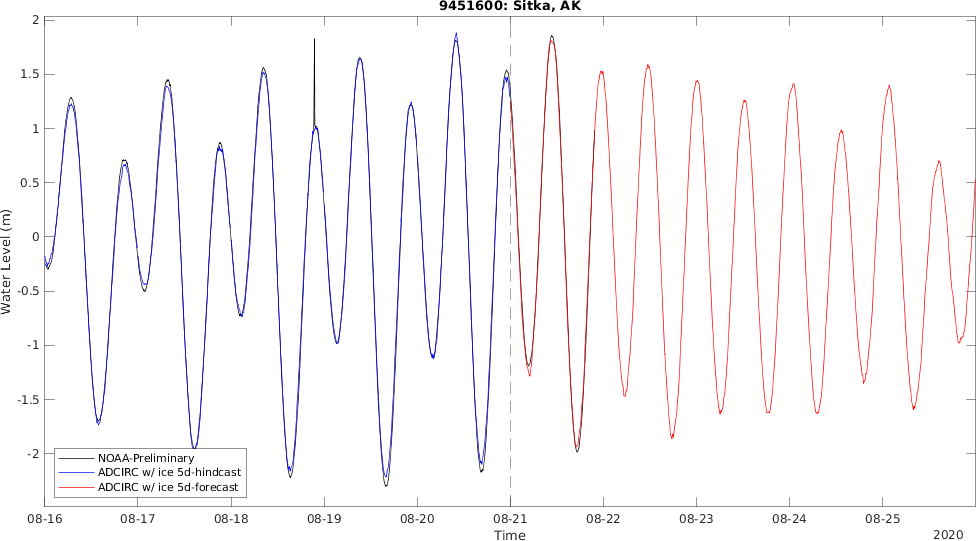 9451600: Sitka, AK
2
1.5
1
0.5
0
-0.5
-1
-1.5
-2
Water Level (m)
NOAA-Preliminary
ADCIRC w/ ice 5d-hindcast
ADCIRC w/ ice 5d-forecast
08-16 08-17 08-18 08-19 08-20 08-21 08-22 08-23 08-24 08-25
Time
2020